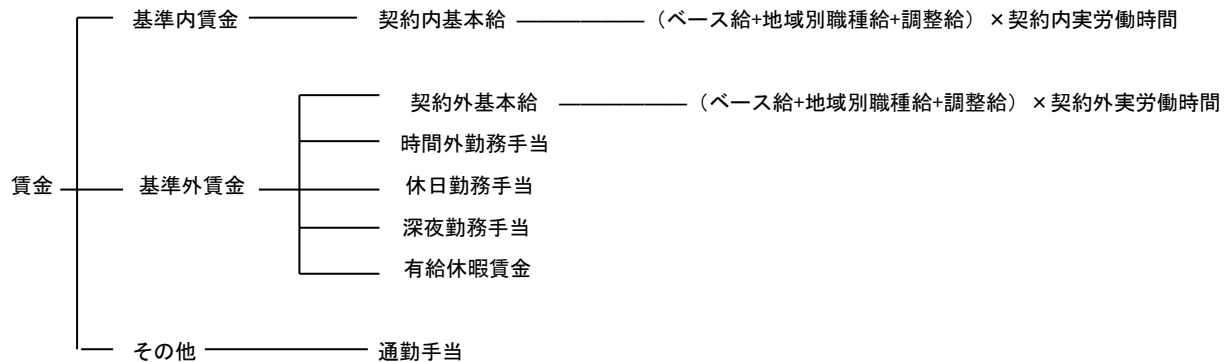 基準内賃金 契約内基本給 (ベース給+地域別職種給+調整給)×契約内実労働時間
契約外基本給 (ベース給+地域別職種給+調整給)×契約外実労働時間
時間外勤務手当
賃金 基準外賃金 休日勤務手当
深夜勤務手当
有給休暇賃金
その他 通勤手当